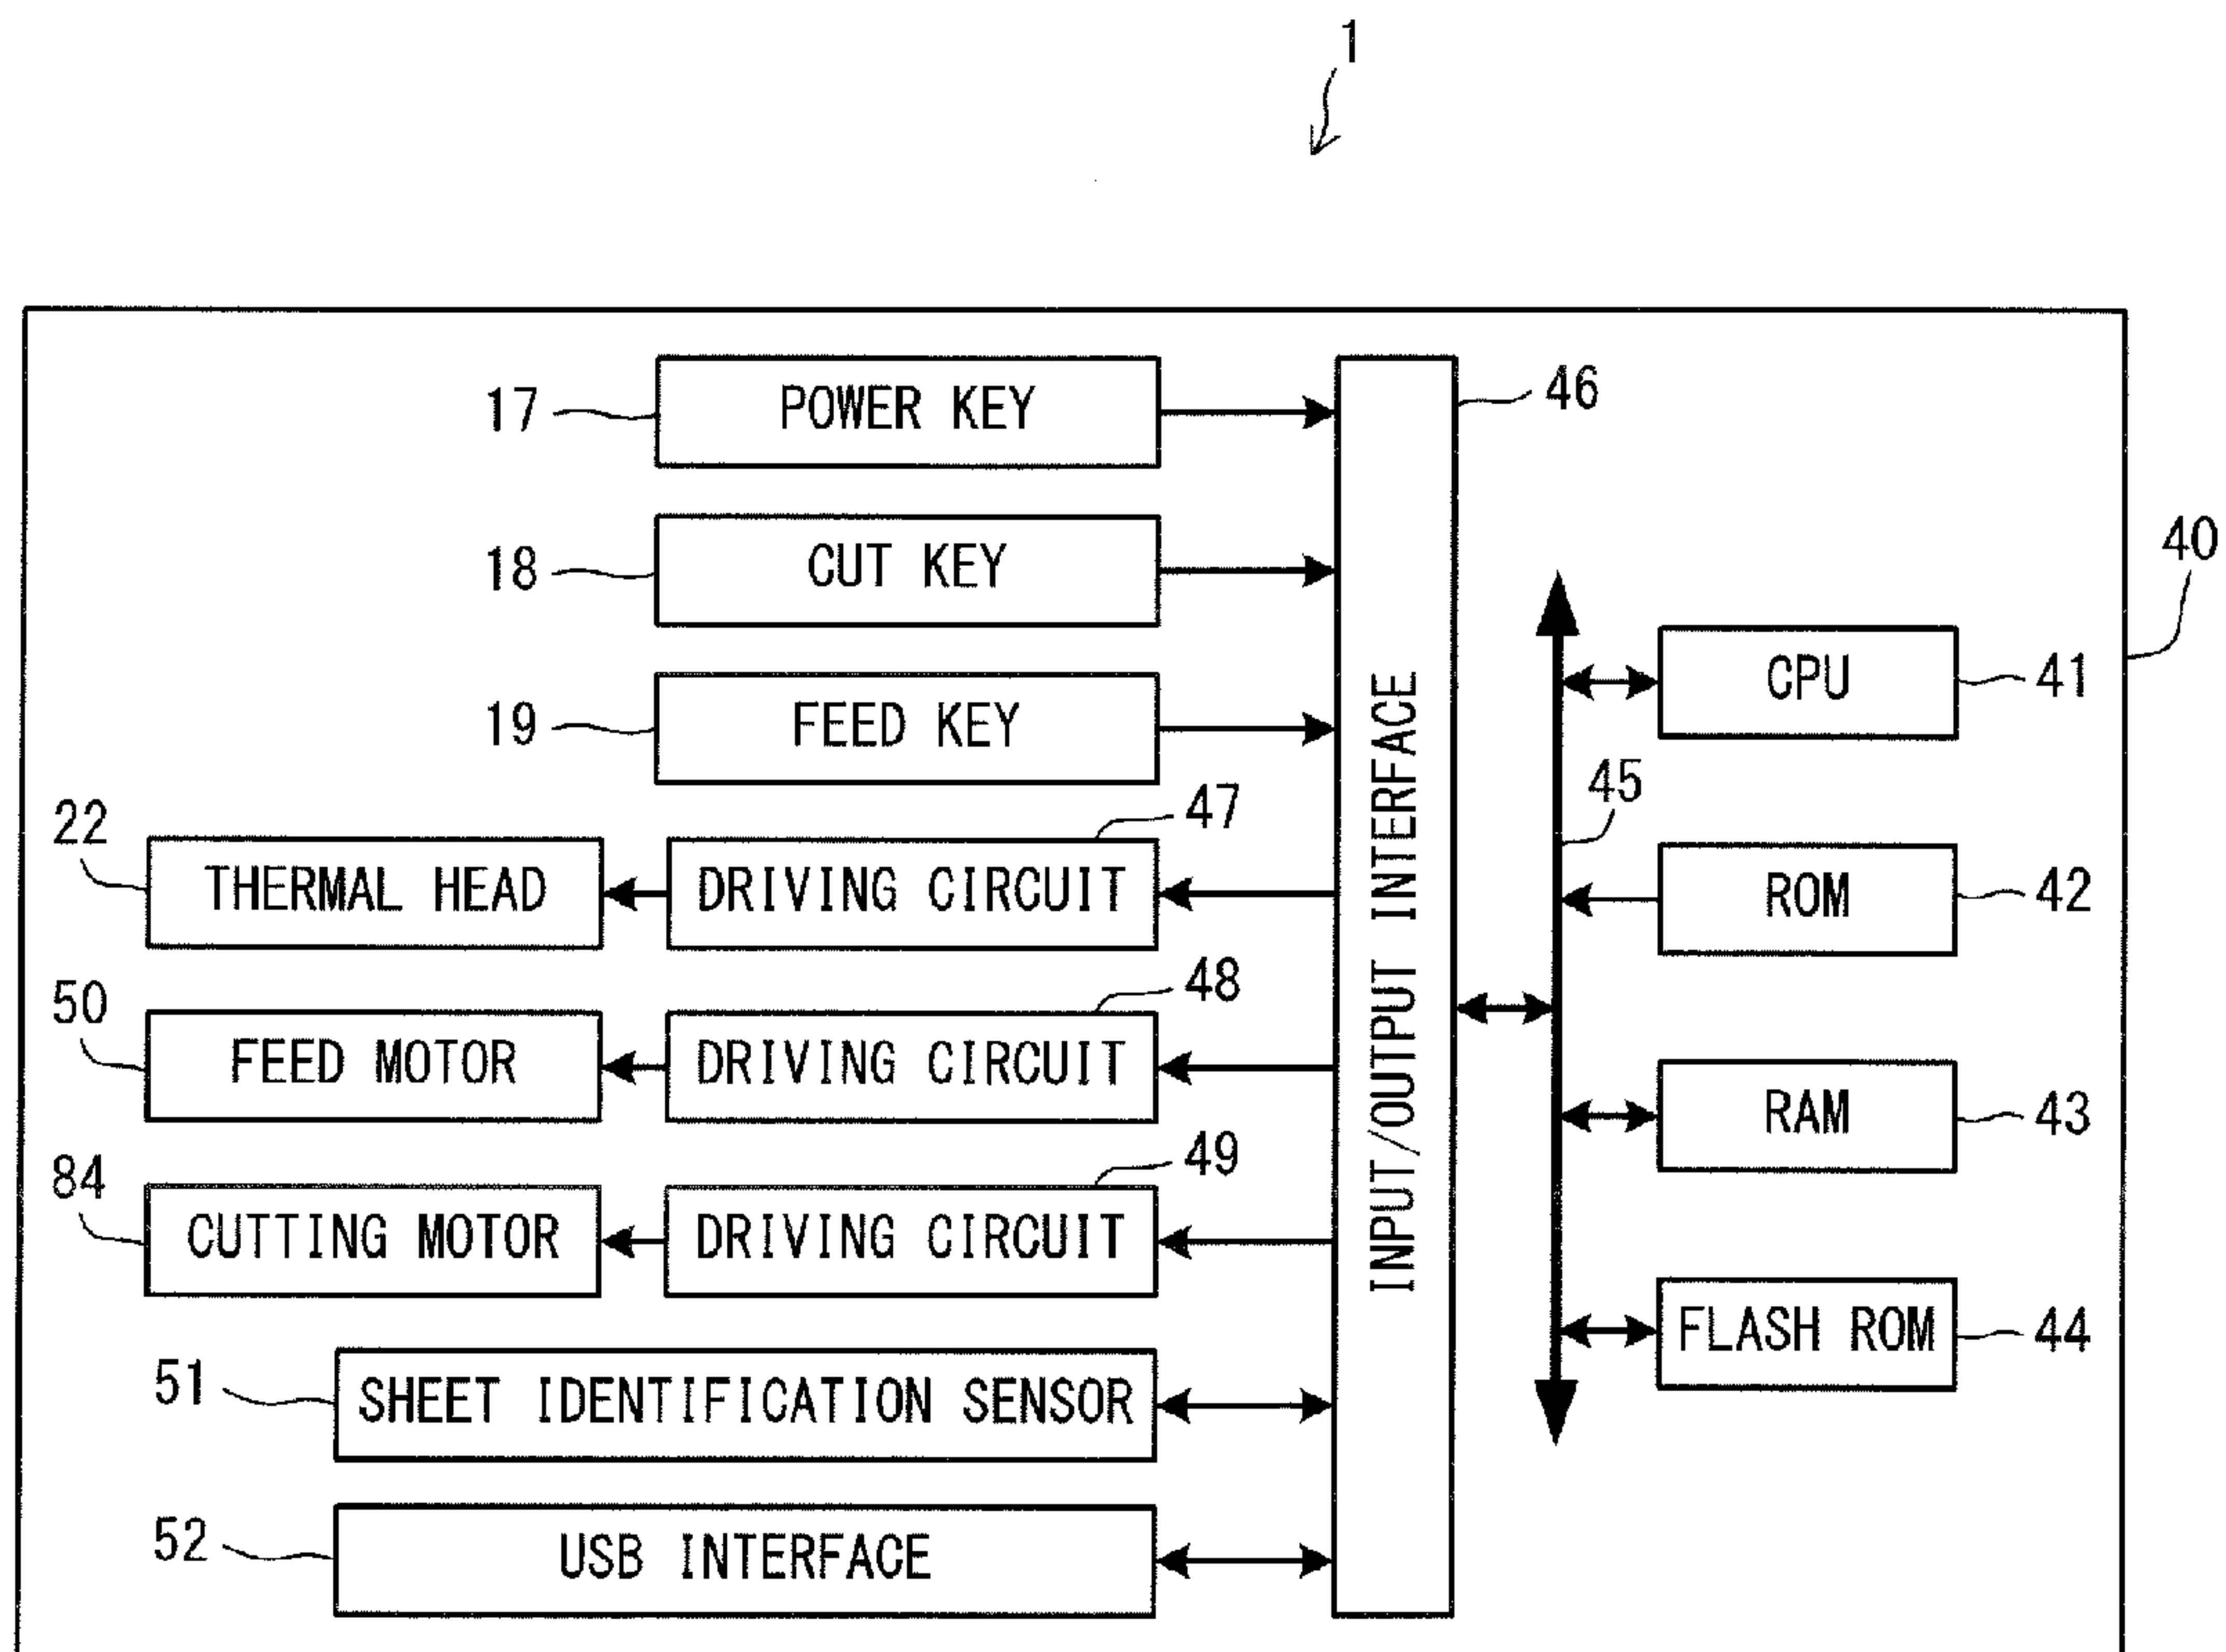 1
17 POWER KEY
46
18 CUT KEY
40
CPU 41
19 FEED KEY
45
47
22
THERMAL HEAD DRIVING CIRCUIT
ROM 42
INPUT/OUTPUT INTERFACE
48
50
FEED MOTOR DRIVING CIRCUIT
RAM 43
49
84
CUTTING MOTOR DRIVING CIRCUIT
FLASH ROM 44
51 SHEET IDENTIFICATION SENSOR
52 USB INTERFACE